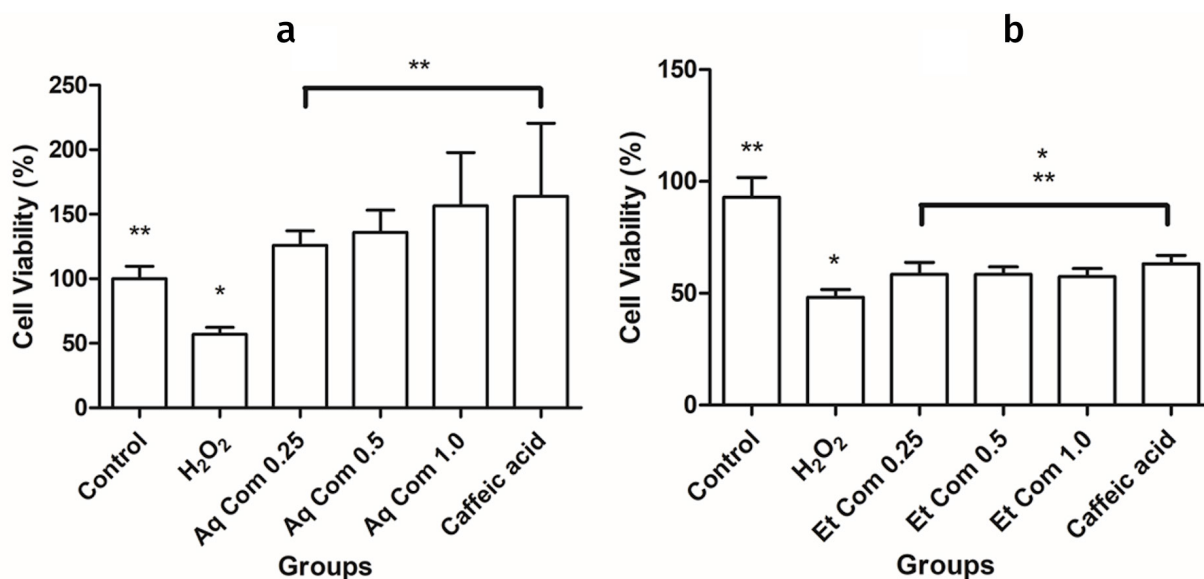 a
**
250
200
150
100
50
0
Cell Viability (%)
**
*
Control
H₂O₂
Aq Com 0.25
Aq Com 0.5
Aq Com 1.0
Caffeic acid
Groups
b
150
100
50
0
Cell Viability (%)
**
*
*
**
Control
H₂O₂
Et Com 0.25
Et Com 0.5
Et Com 1.0
Caffeic acid
Groups